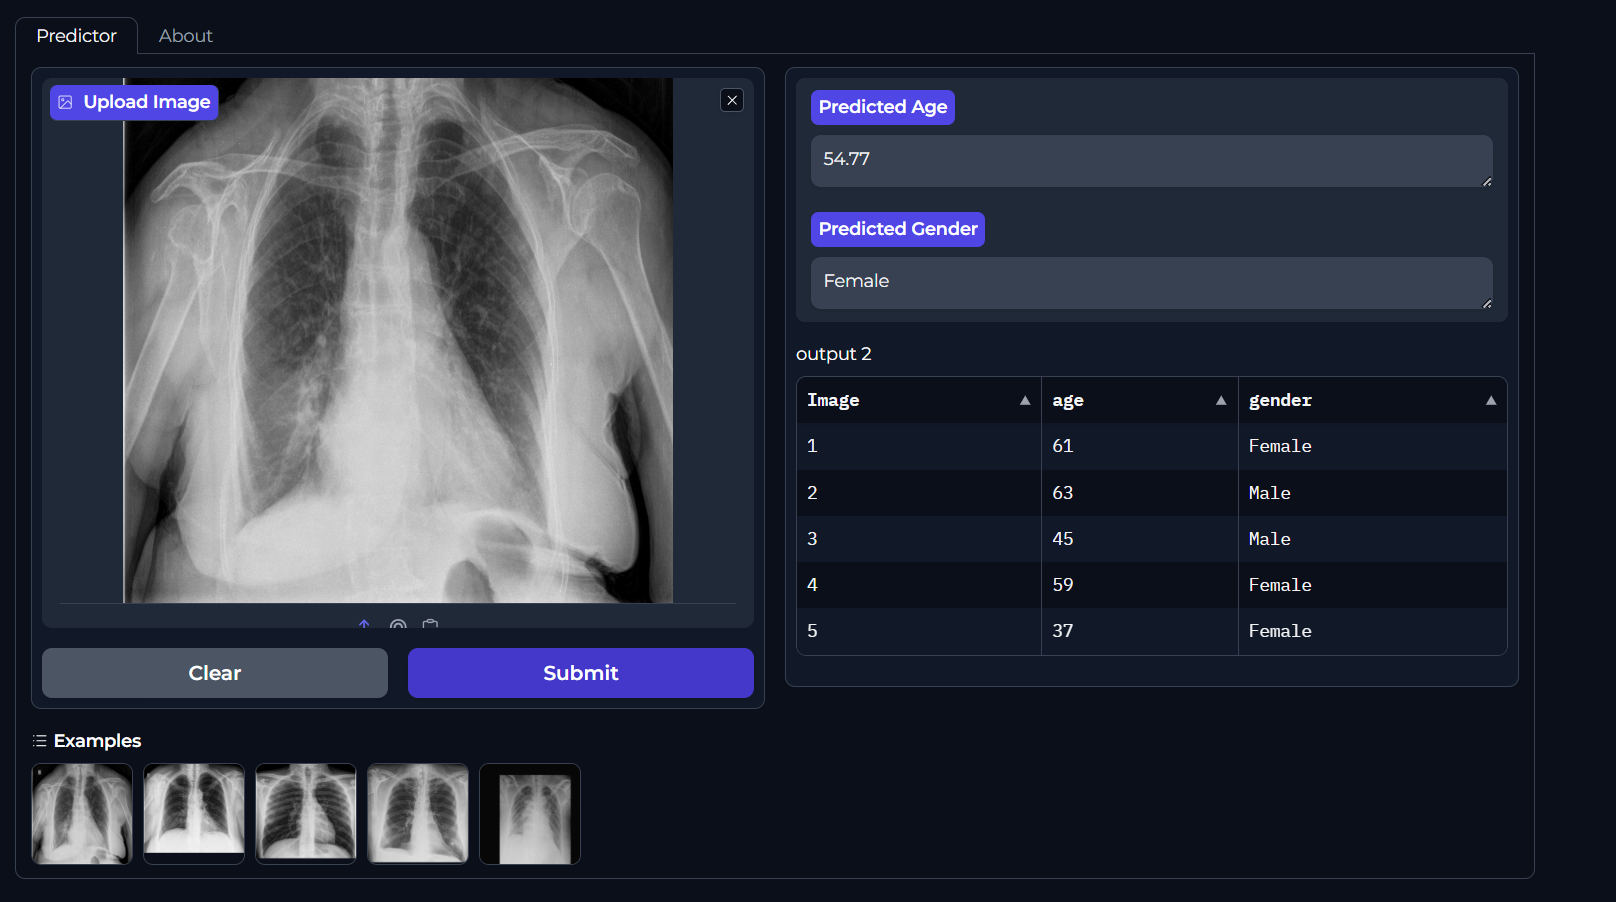 Predictor
About
Upload Image
Clear
Submit
Examples
Predicted Age
54.77
Predicted Gender
Female
output 2
Image age gender
1 61 Female
2 63 Male
3 45 Male
4 59 Female
5 37 Female